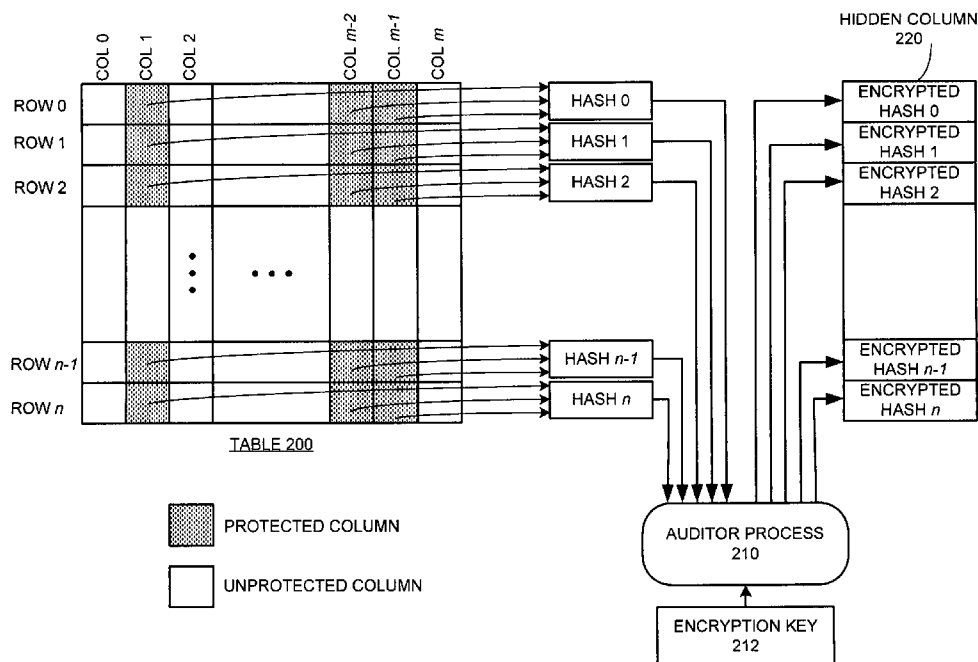 HIDDEN COLUMN
220
COL 0
COL 1
COL 2
COL m-2
COL m-1
COL m
ROW 0
ROW 1
ROW 2
ROW n-1
ROW n
HASH 0
HASH 1
HASH 2
HASH n-1
HASH n
ENCRYPTED
HASH 0
ENCRYPTED
HASH 1
ENCRYPTED
HASH 2
ENCRYPTED
HASH n-1
ENCRYPTED
HASH n
TABLE 200
PROTECTED COLUMN
UNPROTECTED COLUMN
AUDITOR PROCESS
210
ENCRYPTION KEY
212